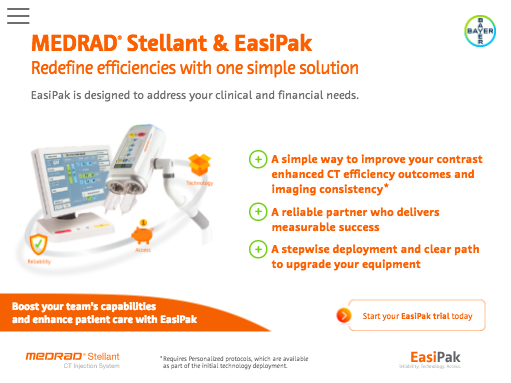 MEDRAD® Stellant & EasiPak
Redefine efficiencies with one simple solution
EasiPak is designed to address your clinical and financial needs.
BAYER
BAYER
Technology
Access
Reliability
A simple way to improve your contrast
enhanced CT efficiency outcomes and
imaging consistency*
A reliable partner who delivers
measurable success
A stepwise deployment and clear path
to upgrade your equipment
Boost your team's capabilities
and enhance patient care with EasiPak
Start your EasiPak trial today
MEDRAD® Stellant
CT Injection System
*Requires Personalized protocols, which are available
as part of the initial technology deployment.
EasiPak
Reliability. Technology. Access.